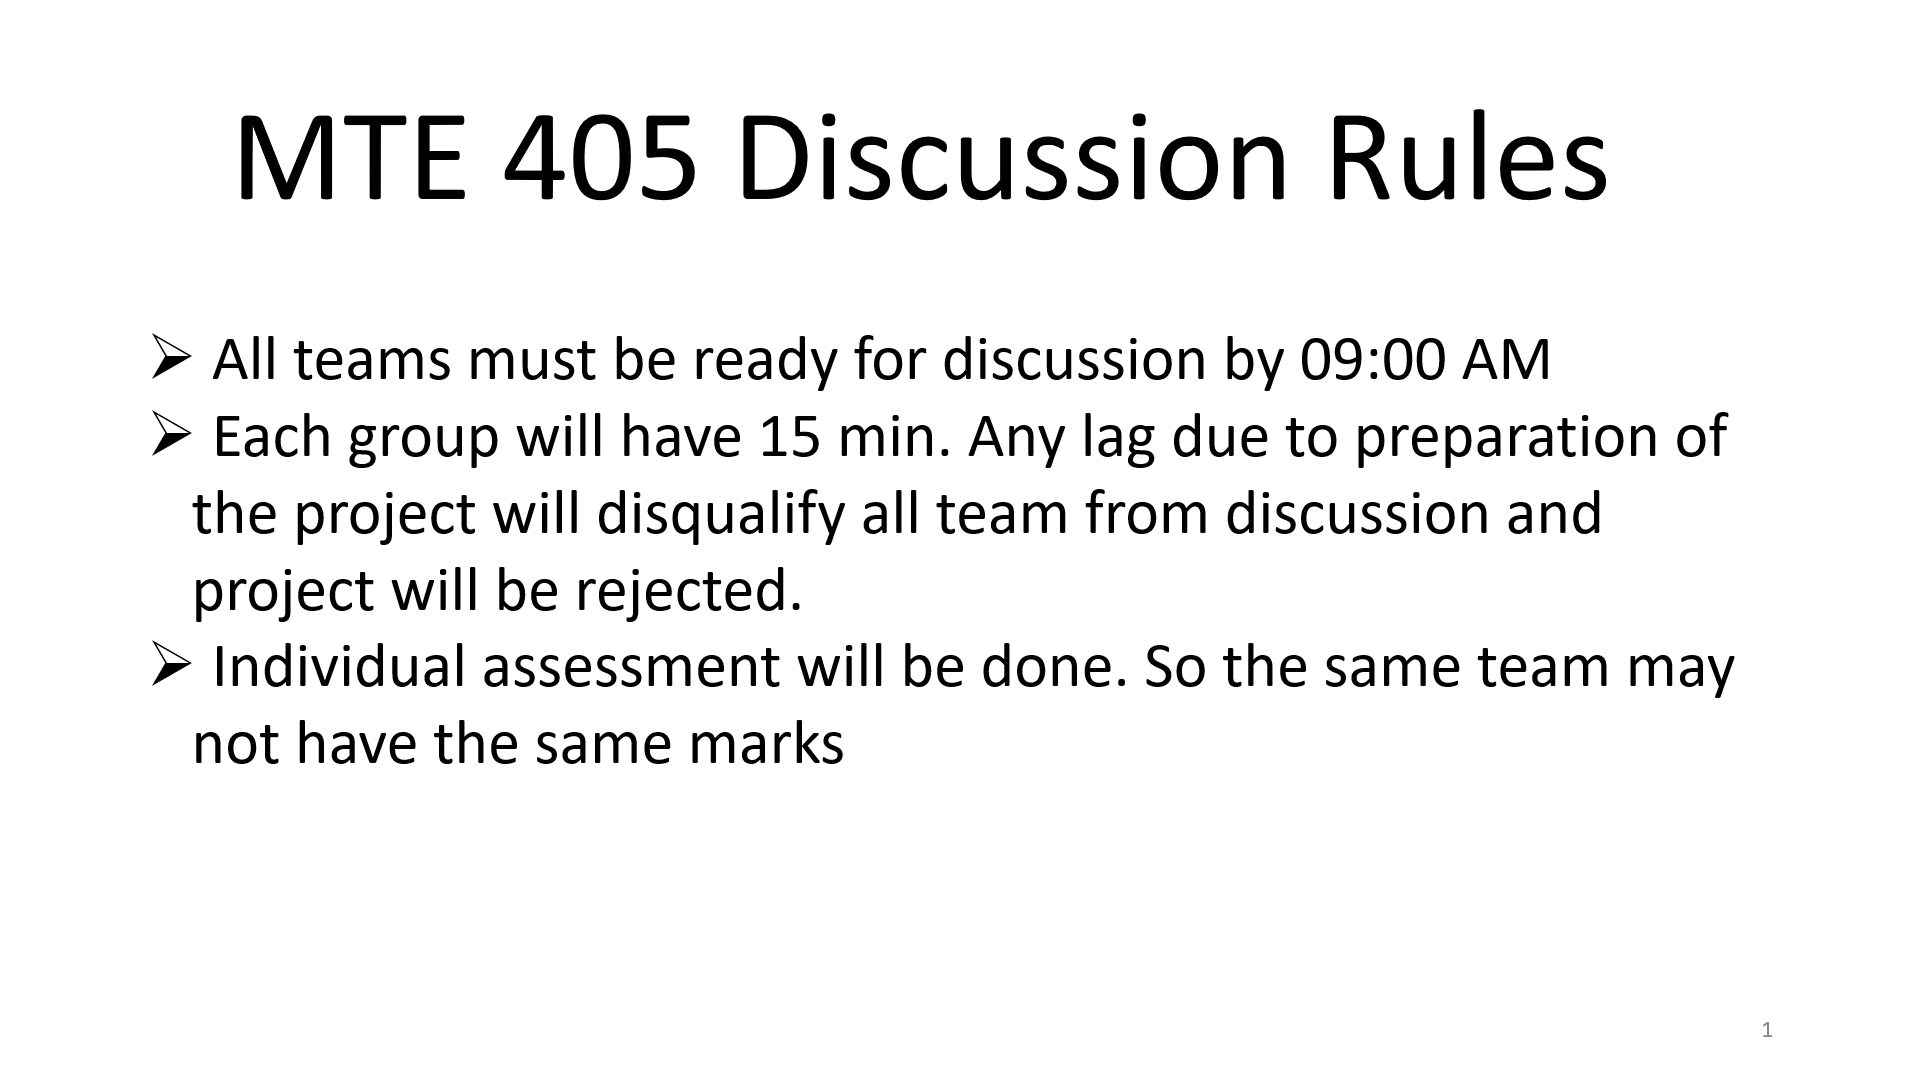 MTE 405 Discussion Rules
➢ All teams must be ready for discussion by 09:00 AM
➢ Each group will have 15 min. Any lag due to preparation of
the project will disqualify all team from discussion and
project will be rejected.
➢ Individual assessment will be done. So the same team may
not have the same marks
1